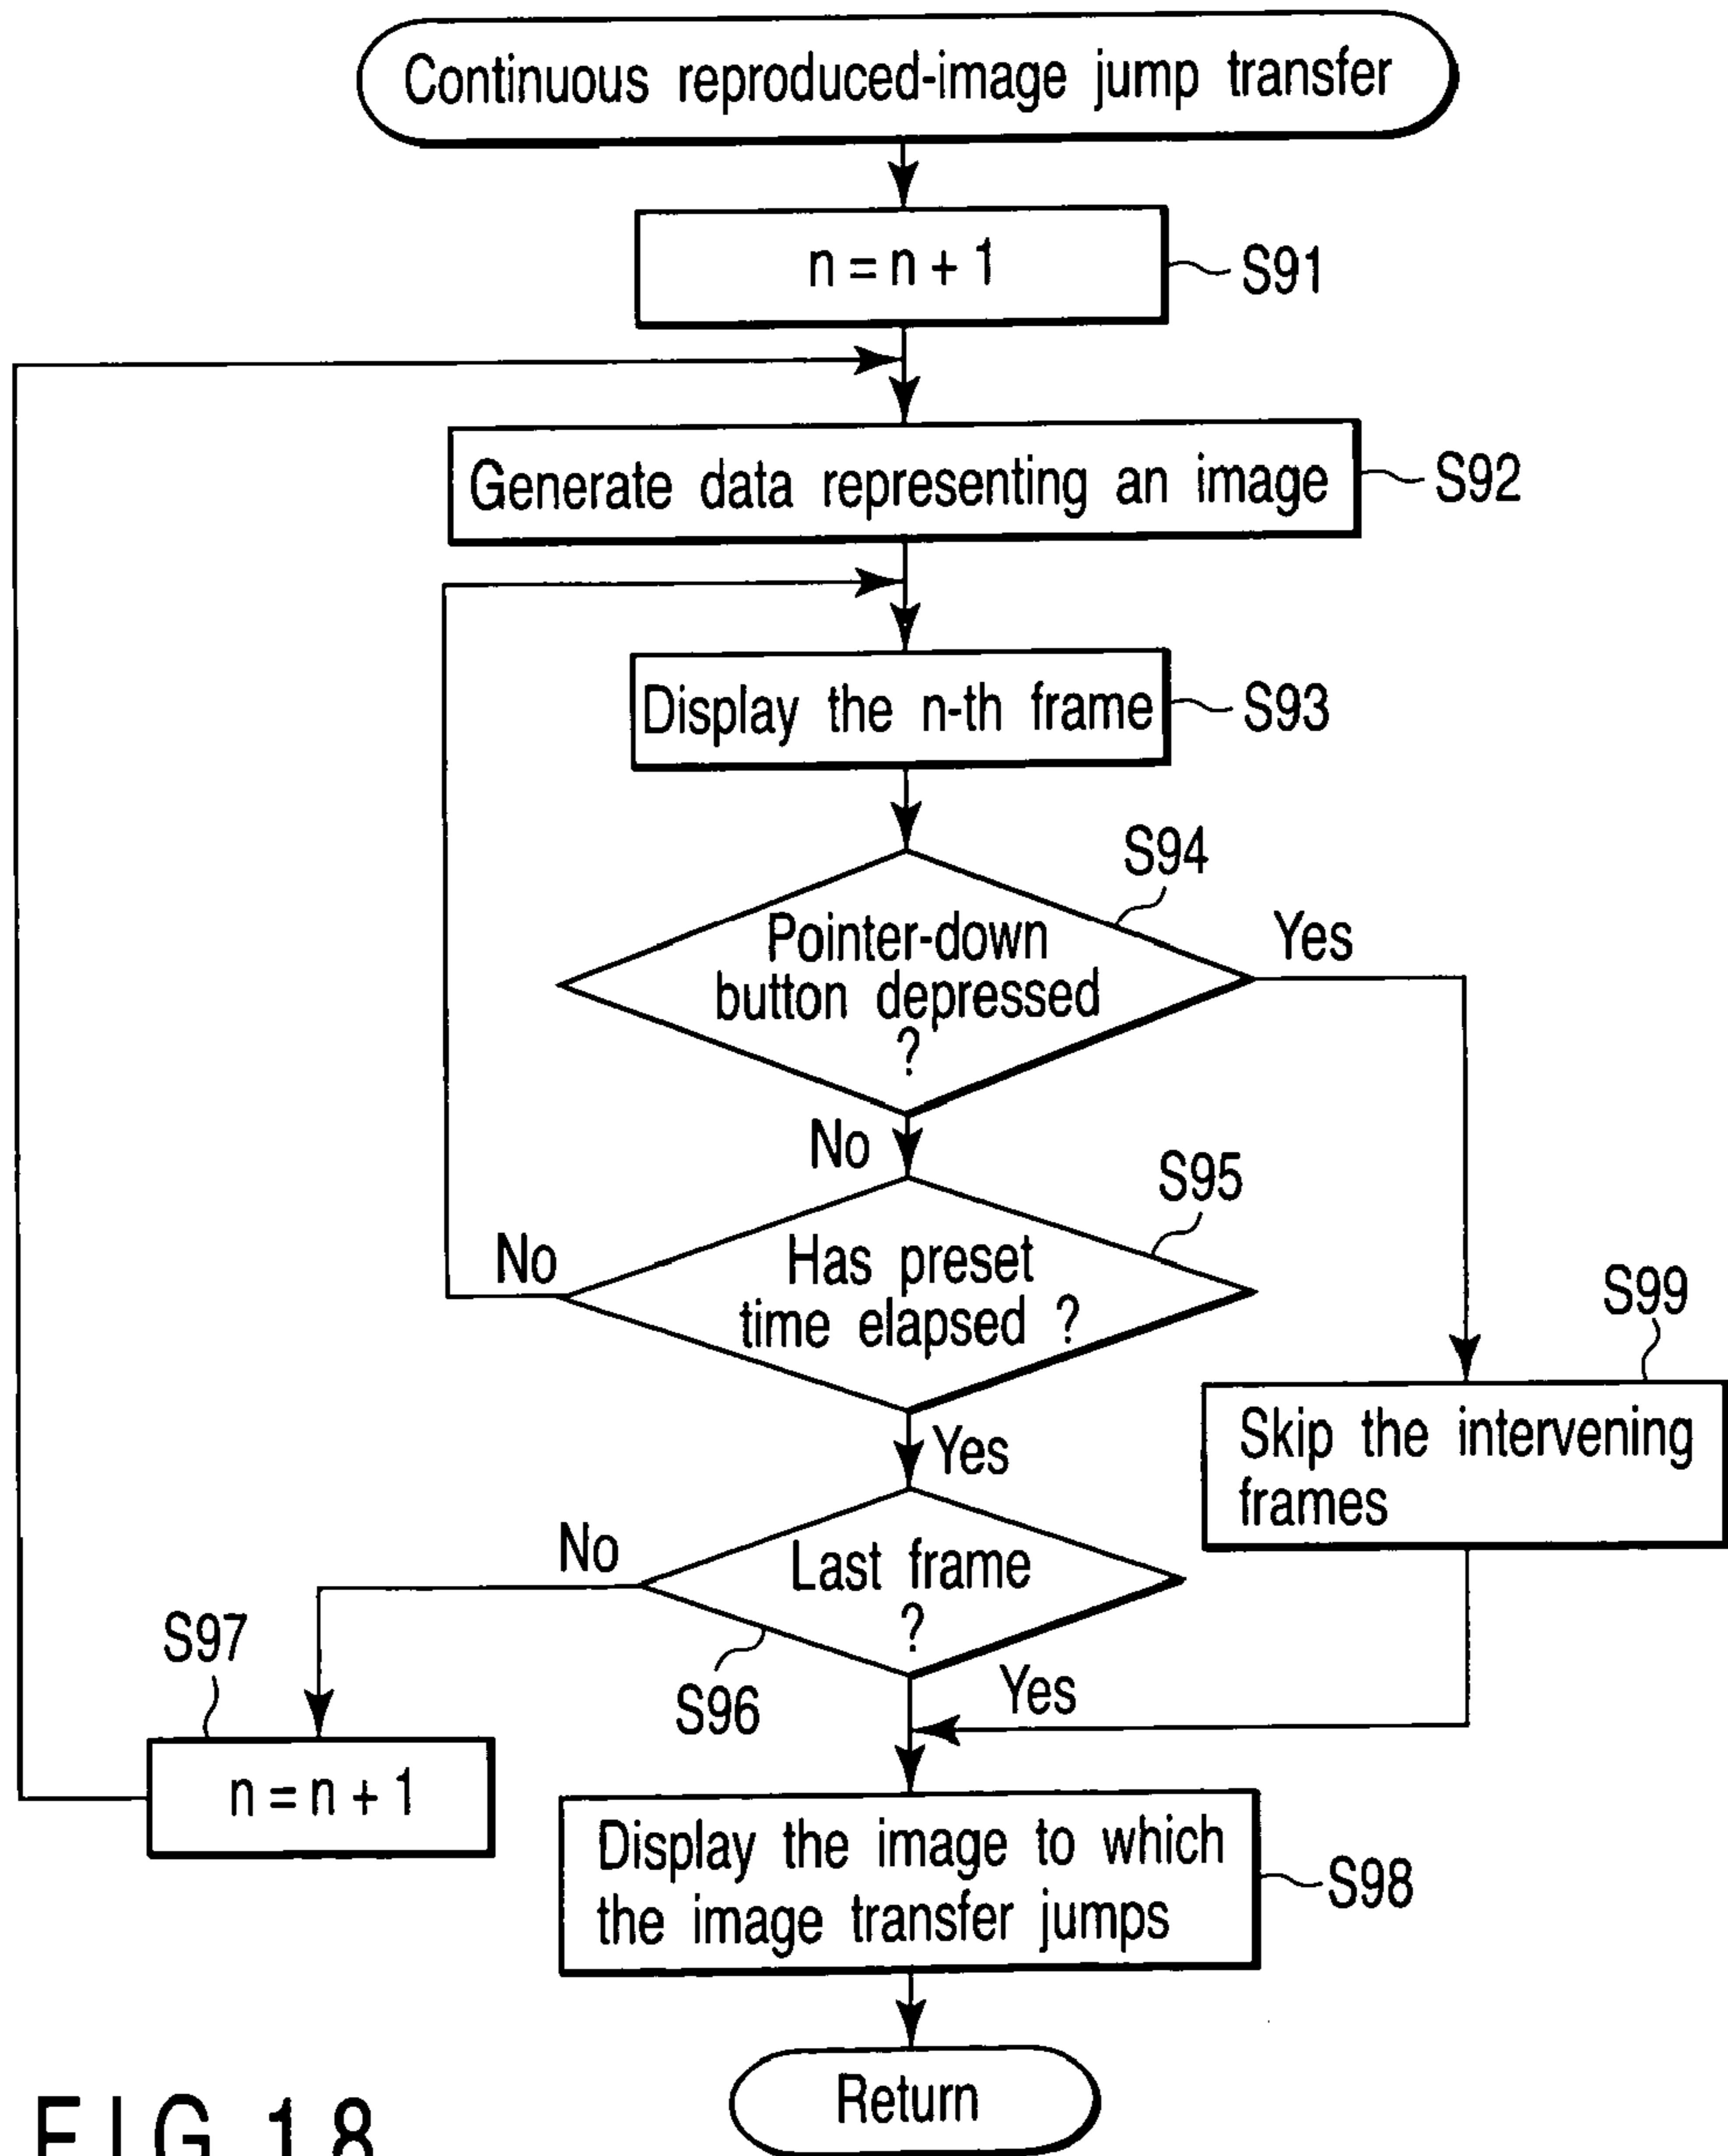 Continuous reproduced-image jump transfer
n = n + 1
S91
Generate data representing an image
S92
Display the n-th frame
S93
S94
Pointer-down
button depressed
?
Yes
No
S95
Has preset
time elapsed ?
No
Yes
S99
Skip the intervening
frames
Last frame
?
No
S96
Yes
S97
n = n + 1
Display the image to which
the image transfer jumps
S98
Return
FIG.18